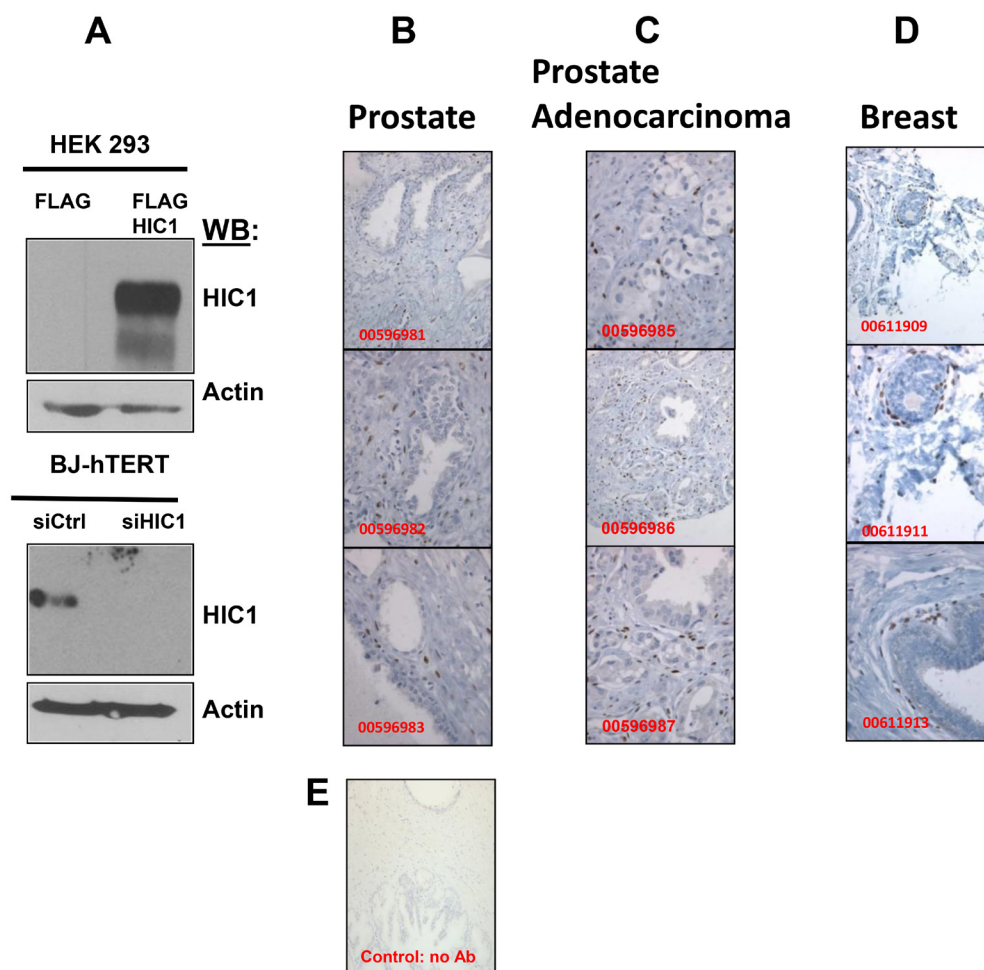 A
HEK 293
FLAG
FLAG
HIC1
WB:
HIC1
Actin
BJ-hTERT
siCtrl
siHIC1
HIC1
Actin
B
Prostate
00596981
00596982
00596983
C
Prostate
Adenocarcinoma
00596985
00596986
00596987
D
Breast
00611909
00611911
00611913
E
Control: no Ab